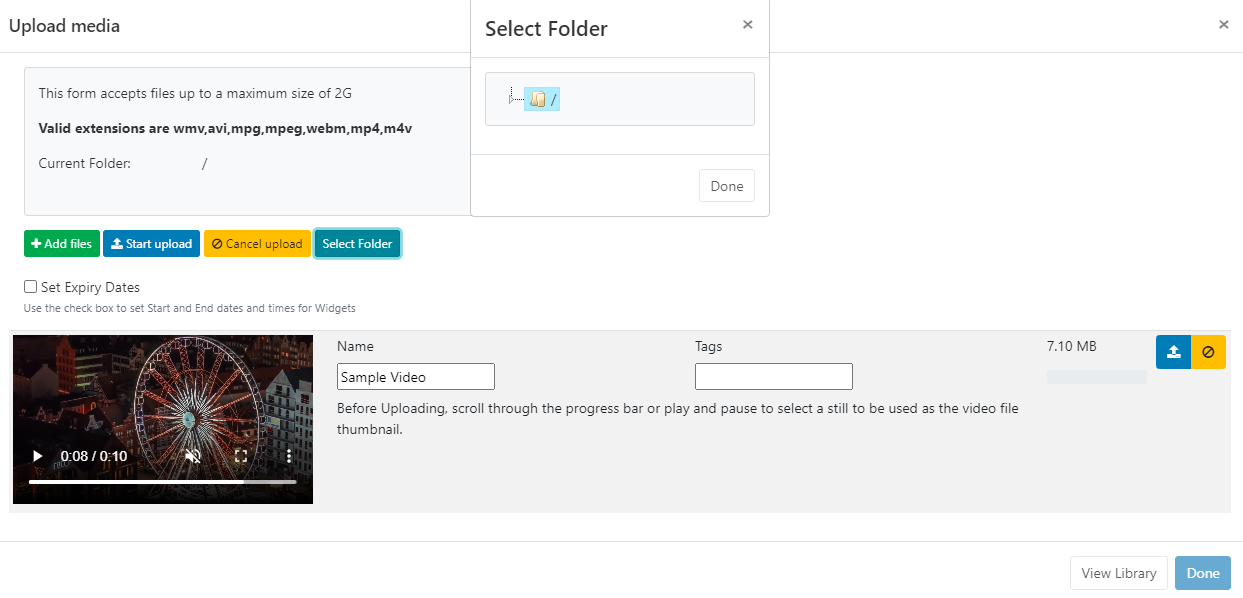 Upload media
×
Select Folder
×
This form accepts files up to a maximum size of 2G
Valid extensions are wmv,avi,mpg,mpeg,webm,mp4,m4v
Current Folder: /
/
Done
Add files
Start upload
Cancel upload
Select Folder
Set Expiry Dates
Use the check box to set Start and End dates and times for Widgets
Name
Tags
7.10 MB
Sample Video
Before Uploading, scroll through the progress bar or play and pause to select a still to be used as the video file
thumbnail.
0:08 / 0:10
View Library
Done